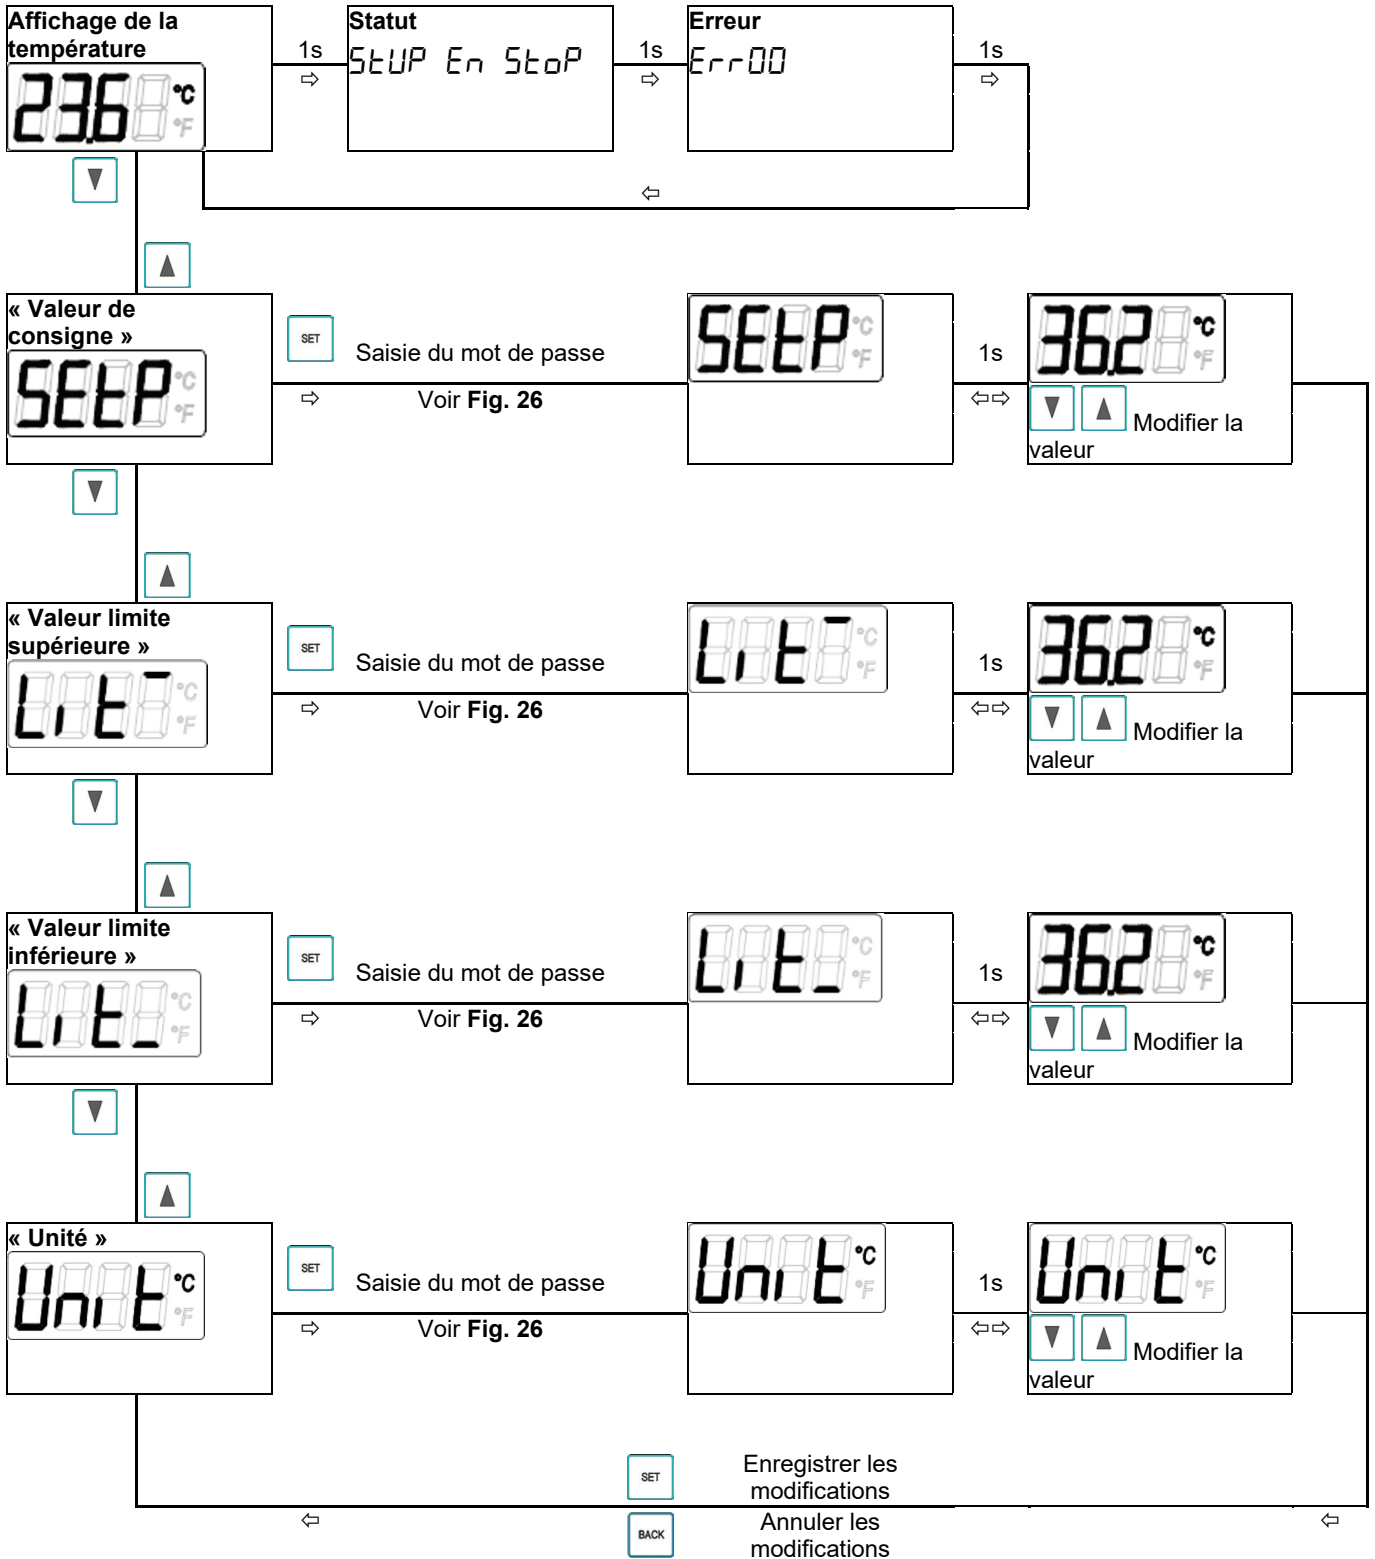 Affichage de la
température
23.6 °C
°F
1s
Statut
StUP En StoP
1s
Erreur
Err00
1s
« Valeur de
consigne »
SEtP °C
°F
SET
Saisie du mot de passe
Voir Fig. 26
SEtP °C
°F
1s
36.2 °C
°F
Modifier la
valeur
« Valeur limite
supérieure »
Lit¯ °C
°F
SET
Saisie du mot de passe
Voir Fig. 26
Lit¯ °C
°F
1s
36.2 °C
°F
Modifier la
valeur
« Valeur limite
inférieure »
Lit_ °C
°F
SET
Saisie du mot de passe
Voir Fig. 26
Lit_ °C
°F
1s
36.2 °C
°F
Modifier la
valeur
« Unité »
Unit °C
°F
SET
Saisie du mot de passe
Voir Fig. 26
Unit °C
°F
1s
Unit °C
°F
Modifier la
valeur
SET
Enregistrer les
modifications
BACK
Annuler les
modifications